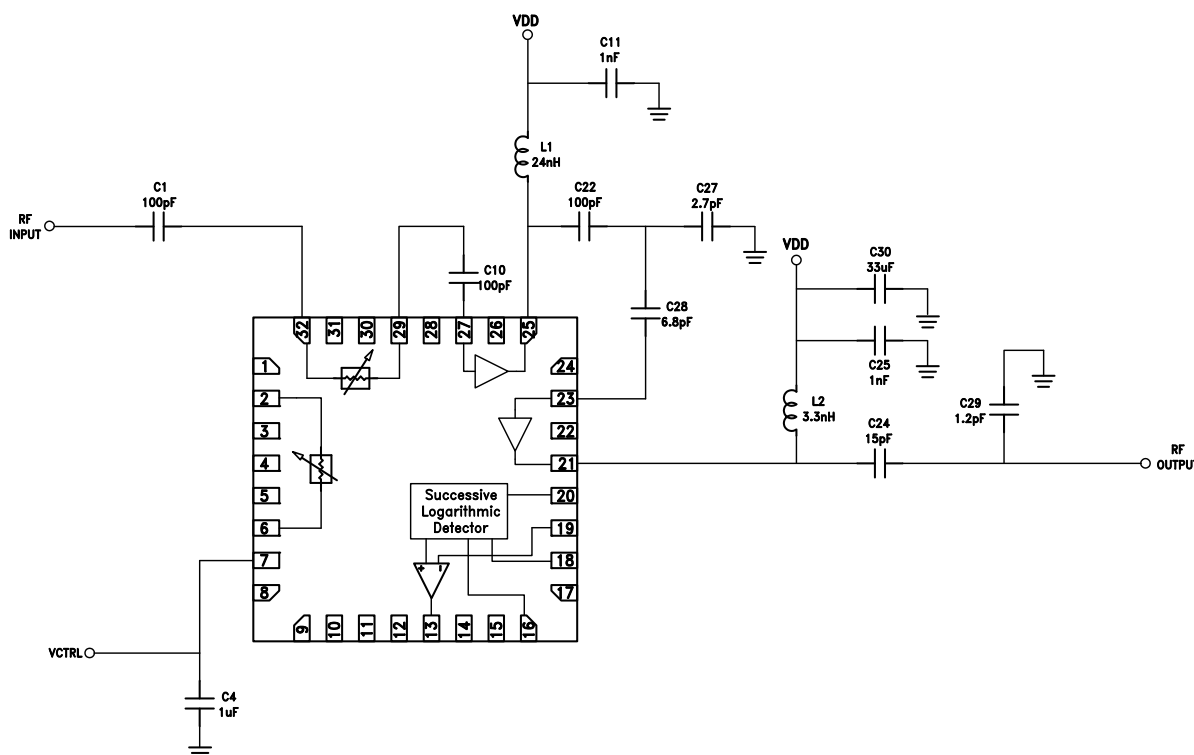 VDD
C11
1nF
L1
24nH
C1
100pF
C22
100pF
C27
2.7pF
RF
INPUT
VDD
C30
33uF
C10
100pF
C28
6.8pF
32
31
30
29
28
27
26
25
C25
1nF
1
24
2
23
L2
3.3nH
C29
1.2pF
3
22
C24
15pF
4
21
RF
OUTPUT
5
20
Successive
Logarithmic
Detector
6
19
7
18
+
-
8
17
9
10
11
12
13
14
15
16
VCTRL
C4
1uF